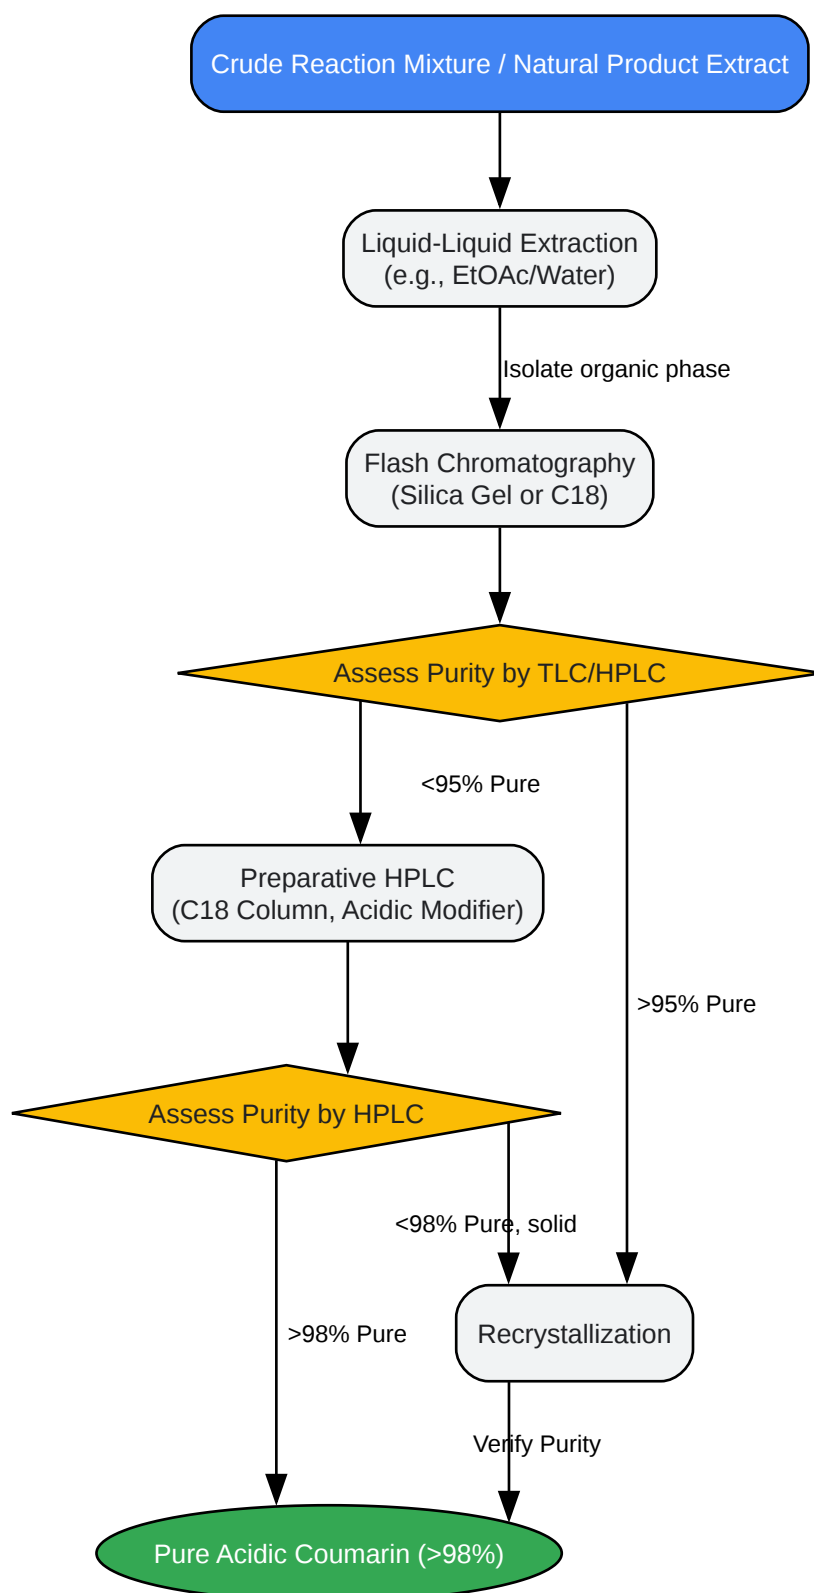 Crude Reaction Mixture / Natural Product Extract
Liquid-Liquid Extraction
(e.g., EtOAc/Water)
Isolate organic phase
Flash Chromatography
(Silica Gel or C18)
Assess Purity by TLC/HPLC
<95% Pure
Preparative HPLC
(C18 Column, Acidic Modifier)
>95% Pure
Assess Purity by HPLC
<98% Pure, solid
>98% Pure
Recrystallization
Verify Purity
Pure Acidic Coumarin (>98%)